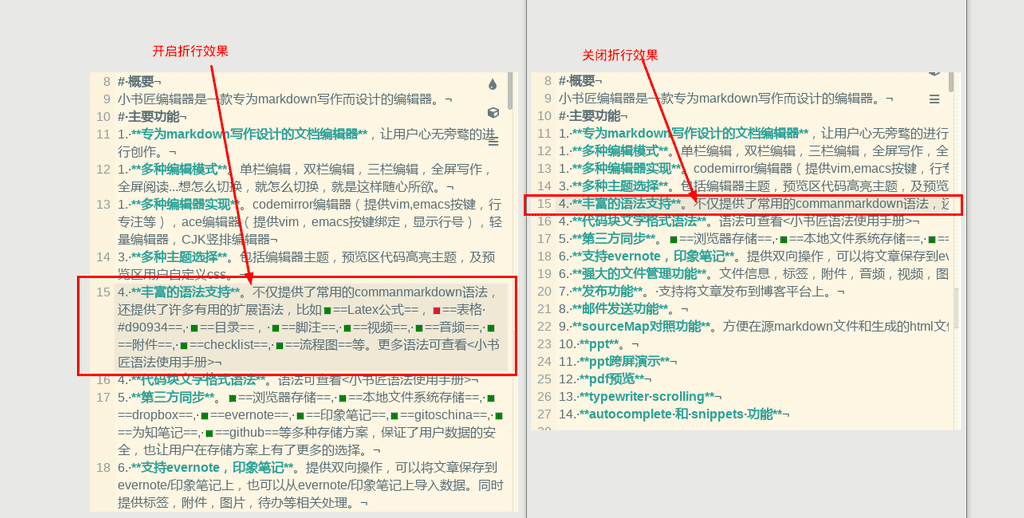 开启折行效果
8 #·概要¬
9 小书匠编辑器是一款专为markdown写作而设计的编辑器。¬
10 #·主要功能¬
11 1.·**专为markdown写作设计的文档编辑器**，让用户心无旁骛的进
行创作。¬
12 1.·**多种编辑模式**。单栏编辑，双栏编辑，三栏编辑，全屏写作，
全屏阅读...想怎么切换，就怎么切换，就是这样随心所欲。¬
13 1.·**多种编辑器实现**。codemirror编辑器（提供vim,emacs按键，行
专注等），ace编辑器（提供vim，emacs按键绑定，显示行号），轻
量编辑器，CJK竖排编辑器¬
14 3.·**多种主题选择**。包括编辑器主题，预览区代码高亮主题，及预
览区用户自定义css。¬
15 4.·**丰富的语法支持**。不仅提供了常用的commanmarkdown语法，
还提供了许多有用的扩展语法，比如■==Latex公式==，■==表格·
#d90934==,·■==目录==，·■==脚注==,·■==视频==,·■==音频==,·■
==附件==,·■==checklist==,·■==流程图==等。更多语法可查看<小书
匠语法使用手册>¬
16 4.·**代码块文字格式语法**。语法可查看<小书匠语法使用手册>¬
17 5.·**第三方同步**。■==浏览器存储==,·■==本地文件系统存储==,·■
==dropbox==,·■==evernote==,·■==印象笔记==,·■==gitoschina==,·■
==为知笔记==,·■==github==等多种存储方案，保证了用户数据的安
全，也让用户在存储方案上有了更多的选择。¬
18 6.·**支持evernote，印象笔记**。提供双向操作，可以将文章保存到
evernote/印象笔记上，也可以从evernote/印象笔记上导入数据。同时
提供标签，附件，图片，待办等相关处理。¬
关闭折行效果
8 #·概要¬
9 小书匠编辑器是一款专为markdown写作而设计的编辑器。¬
10 #·主要功能¬
11 1.·**专为markdown写作设计的文档编辑器**，让用户心无旁骛的进行
12 1.·**多种编辑模式**。单栏编辑，双栏编辑，三栏编辑，全屏写作，全
13 1.·**多种编辑器实现**。codemirror编辑器（提供vim,emacs按键，行专
14 3.·**多种主题选择**。包括编辑器主题，预览区代码高亮主题，及预览
15 4.·**丰富的语法支持**。不仅提供了常用的commanmarkdown语法，还
16 4.·**代码块文字格式语法**。语法可查看<小书匠语法使用手册>¬
17 5.·**第三方同步**。■==浏览器存储==,·■==本地文件系统存储==,·■==
18 6.·**支持evernote，印象笔记**。提供双向操作，可以将文章保存到ev
19 6.·**强大的文件管理功能**。文件信息，标签，附件，音频，视频，图
20 7.·**发布功能**。·支持将文章发布到博客平台上。¬
21 8.·**邮件发送功能**。¬
22 9.·**sourceMap对照功能**。方便在源markdown文件和生成的html文
23 10.·**ppt**。¬
24 11.·**ppt跨屏演示**¬
25 12.·**pdf预览**¬
26 13.·**typewriter·scrolling**¬
27 14.·**autocomplete·和·snippets·功能**¬